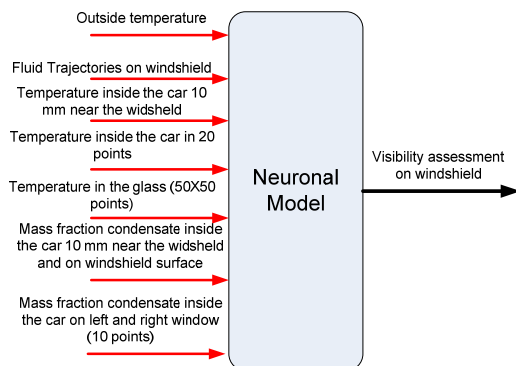 Outside temperature
Fluid Trajectories on windshield
Temperature inside the car 10
mm near the widsheld
Temperature inside the car in 20
points
Temperature in the glass (50X50
points)
Mass fraction condensate inside
the car 10 mm near the widsheld
and on windshield surface
Mass fraction condensate inside
the car on left and right window
(10 points)
Neuronal
Model
Visibility assessment
on windshield